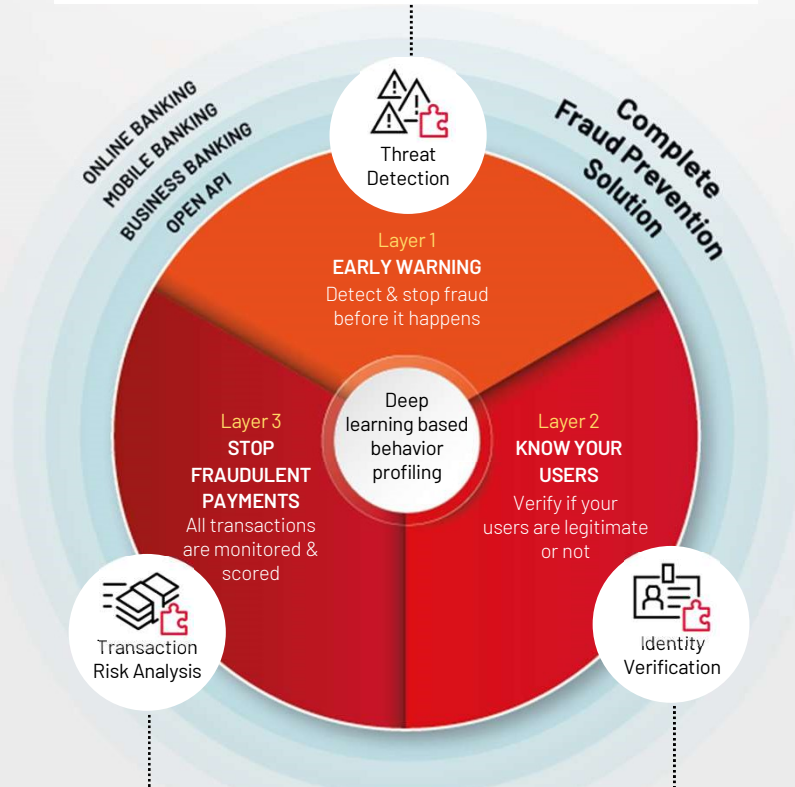 ONLINE BANKING
MOBILE BANKING
BUSINESS BANKING
OPEN API
Complete
Fraud Prevention
Solution
Threat
Detection
Layer 1
EARLY WARNING
Detect & stop fraud
before it happens
Deep
learning based
behavior
profiling
Layer 3
STOP
FRAUDULENT
PAYMENTS
All transactions
are monitored &
scored
Layer 2
KNOW YOUR
USERS
Verify if your
users are legitimate
or not
Transaction
Risk Analysis
Identity
Verification